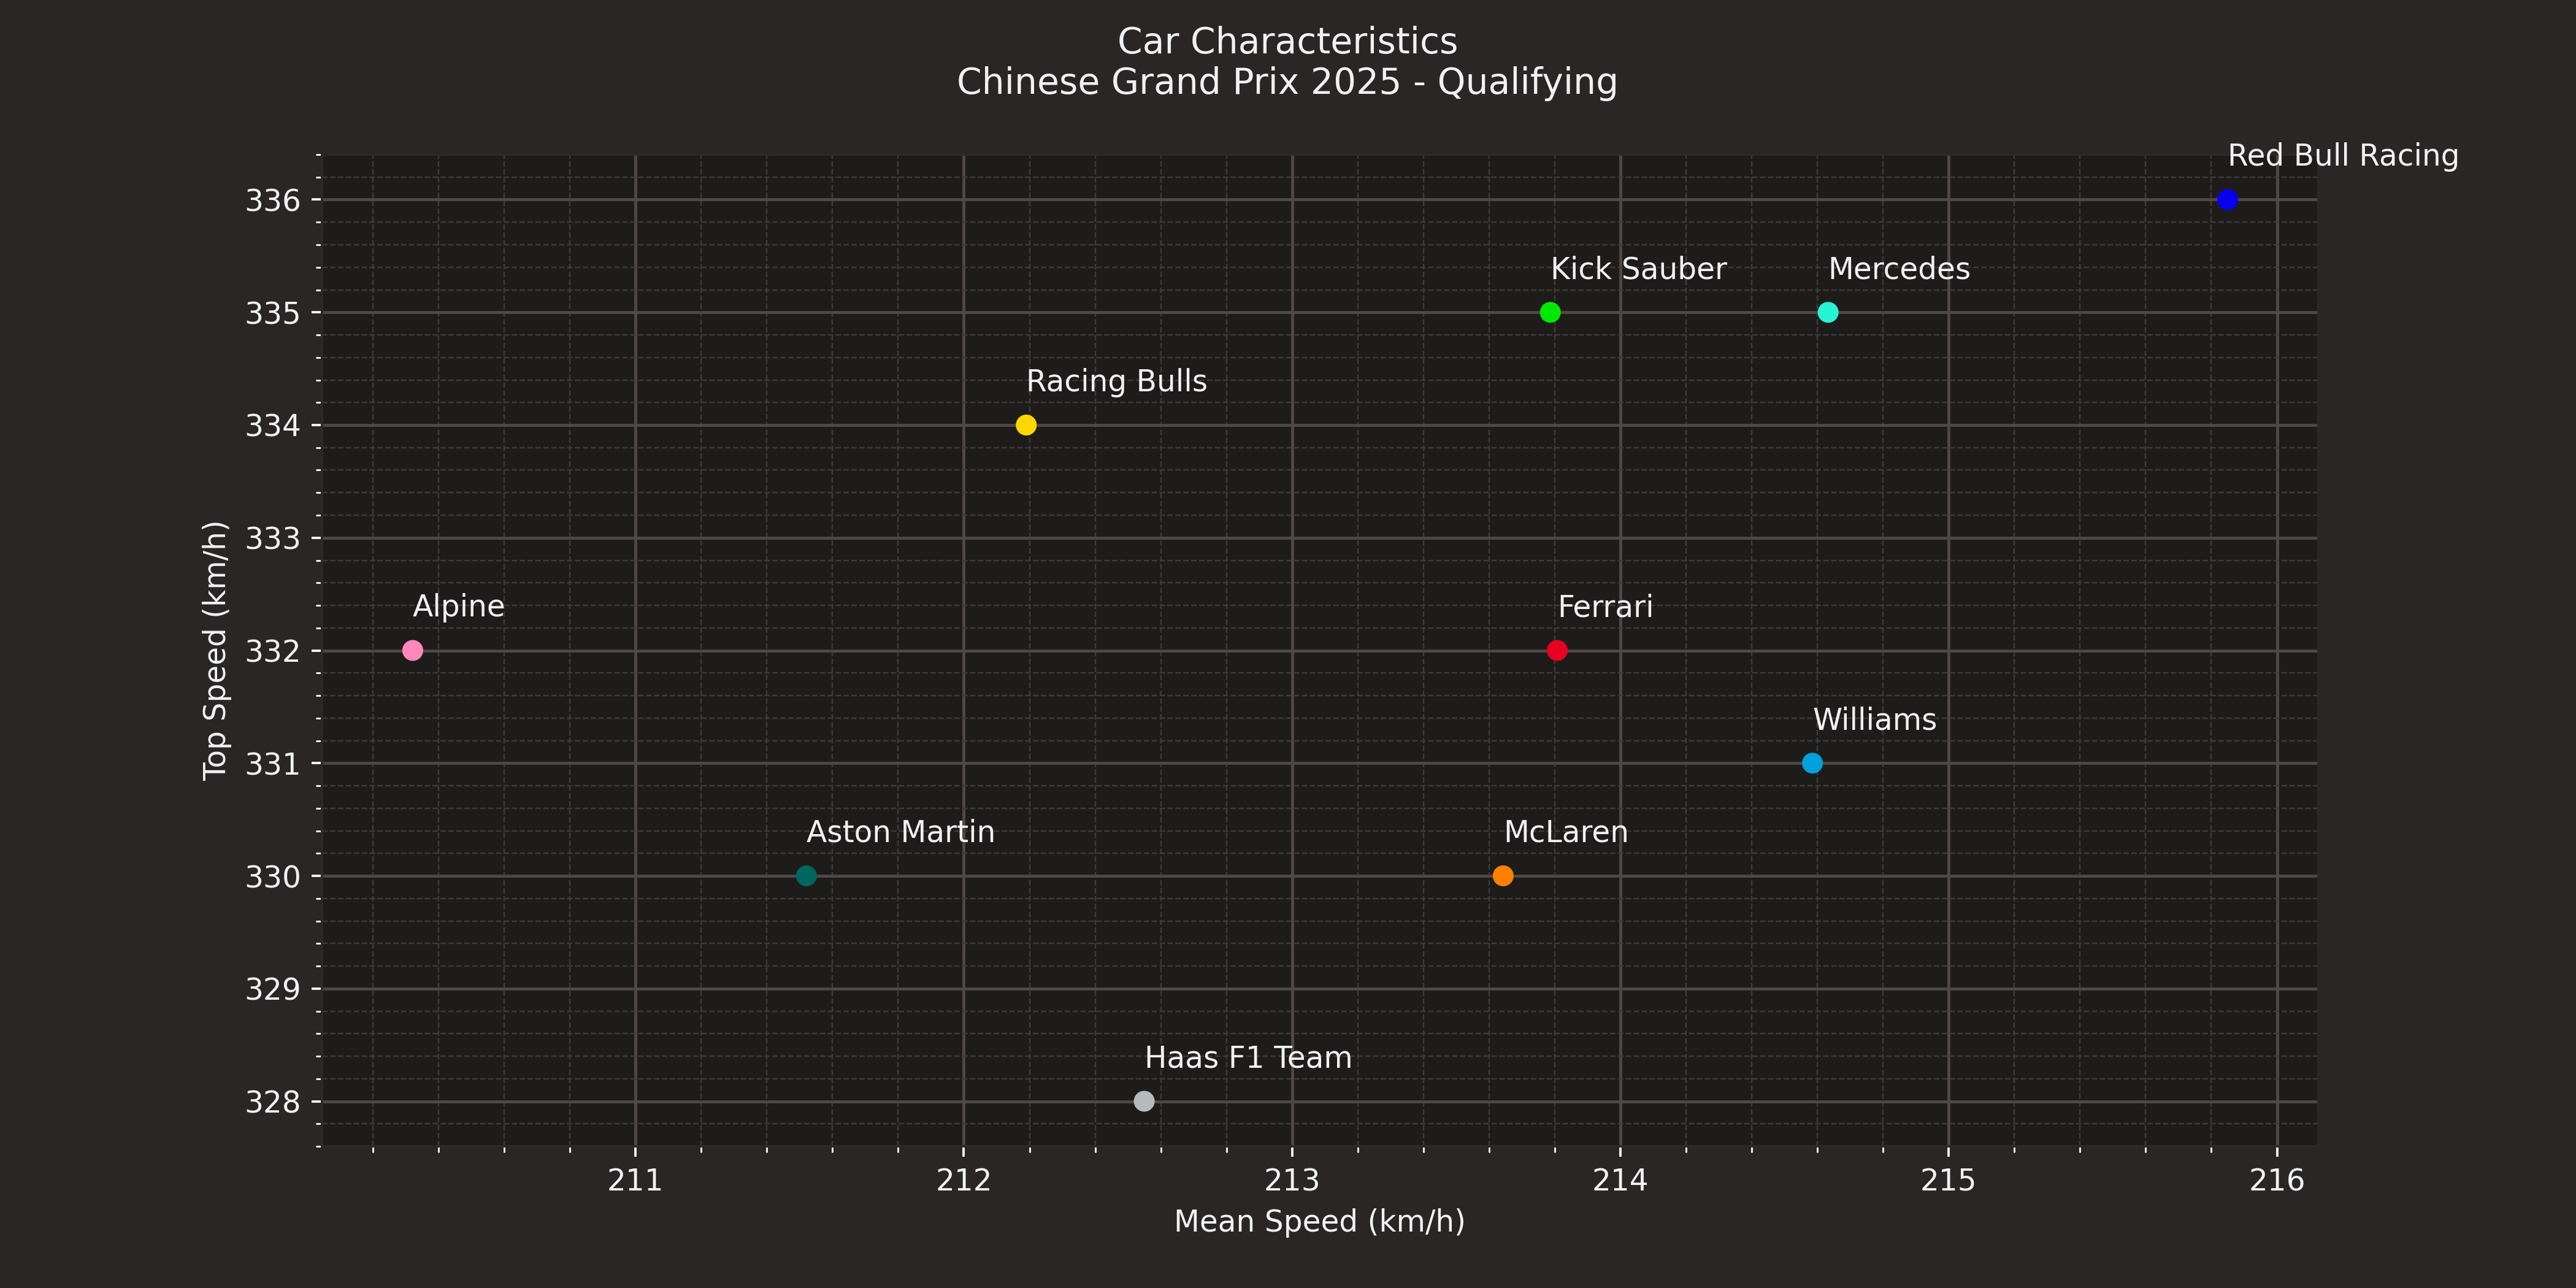 Car Characteristics
Chinese Grand Prix 2025 - Qualifying
Red Bull Racing
336
Kick Sauber
Mercedes
335
Racing Bulls
334
333
Alpine
Ferrari
332
Williams
331
Aston Martin
McLaren
330
329
Haas F1 Team
328
Top Speed (km/h)
211
212
213
214
215
216
Mean Speed (km/h)